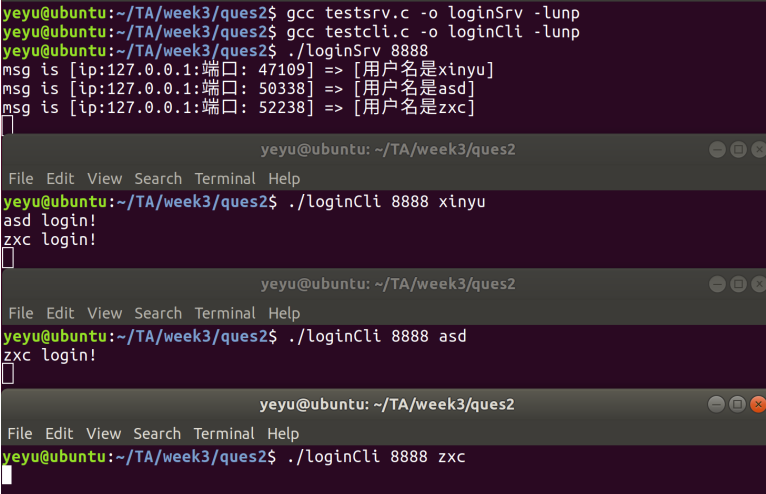 yeyu@ubuntu:~/TA/week3/ques2$ gcc testsrv.c -o loginSrv -lunp
yeyu@ubuntu:~/TA/week3/ques2$ gcc testcli.c -o loginCli -lunp
yeyu@ubuntu:~/TA/week3/ques2$ ./loginSrv 8888
msg is [ip:127.0.0.1:端口: 47109] => [用户名是xinyu]
msg is [ip:127.0.0.1:端口: 50338] => [用户名是asd]
msg is [ip:127.0.0.1:端口: 52238] => [用户名是zxc]
yeyu@ubuntu: ~/TA/week3/ques2
File Edit View Search Terminal Help
yeyu@ubuntu:~/TA/week3/ques2$ ./loginCli 8888 xinyu
asd login!
zxc login!
yeyu@ubuntu: ~/TA/week3/ques2
File Edit View Search Terminal Help
yeyu@ubuntu:~/TA/week3/ques2$ ./loginCli 8888 asd
zxc login!
yeyu@ubuntu: ~/TA/week3/ques2
File Edit View Search Terminal Help
yeyu@ubuntu:~/TA/week3/ques2$ ./loginCli 8888 zxc